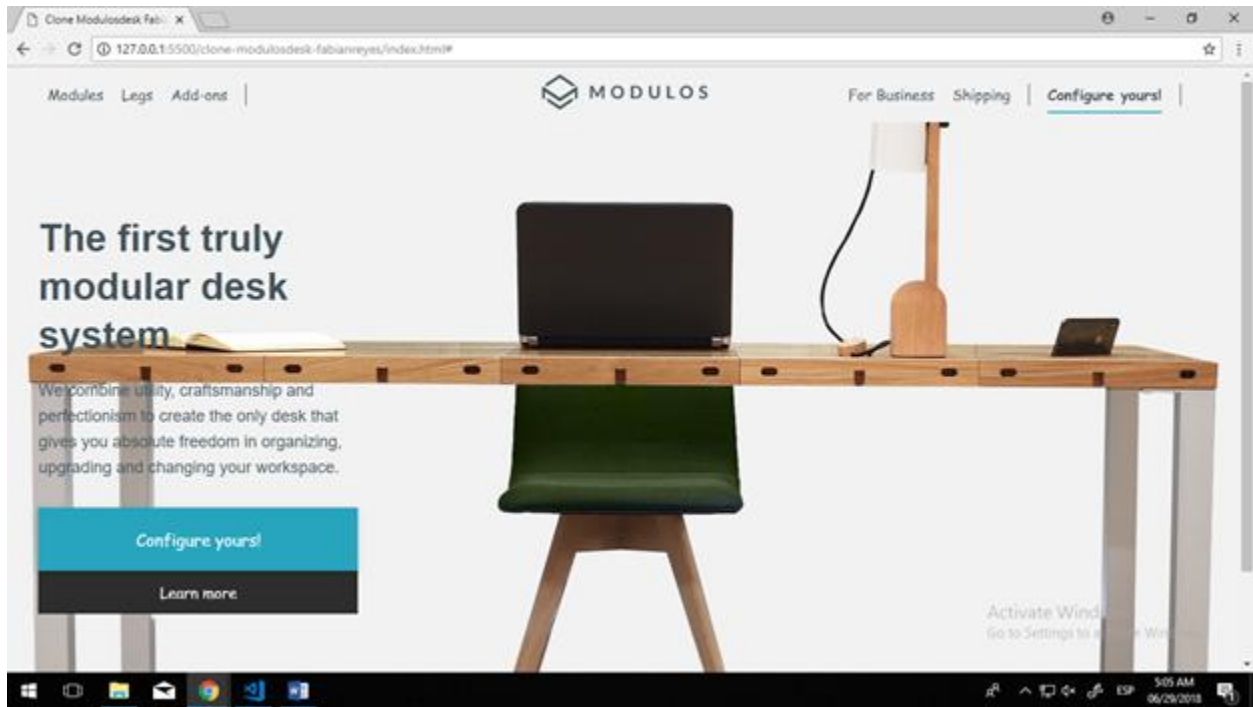 Clone Modulosdesk Fabi
127.0.0.1:5500/clone-modulosdesk-fabianreyes/index.html#
Modules Legs Add-ons
MODULOS
For Business Shipping Configure yours!
The first truly
modular desk
system
We combine utility, craftsmanship and
perfectionism to create the only desk that
gives you absolute freedom in organizing,
upgrading and changing your workspace.
Configure yours!
Learn more
Activate Wind
Go to Settings to a
ESP
5:05 AM
06/29/2018